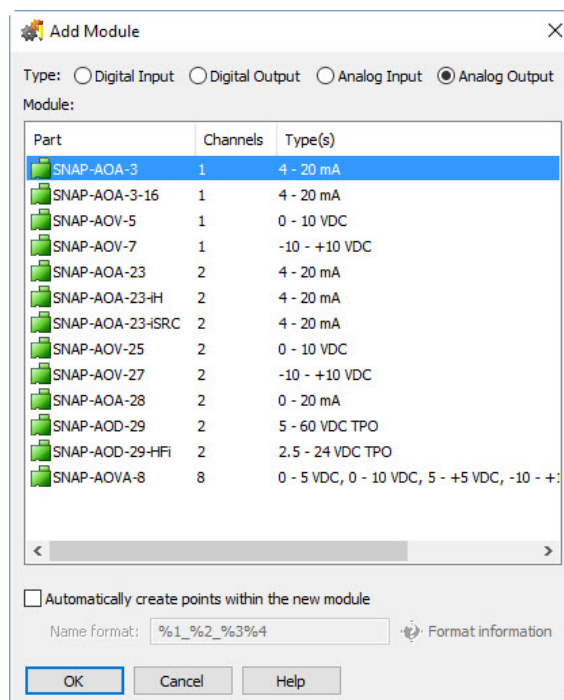 Add Module
Type: Digital Input Digital Output Analog Input Analog Output
Module:
Part Channels Type(s)
SNAP-AOA-3 1 4 - 20 mA
SNAP-AOA-3-16 1 4 - 20 mA
SNAP-AOV-5 1 0 - 10 VDC
SNAP-AOV-7 1 -10 - +10 VDC
SNAP-AOA-23 2 4 - 20 mA
SNAP-AOA-23-iH 2 4 - 20 mA
SNAP-AOA-23-iSRC 2 4 - 20 mA
SNAP-AOV-25 2 0 - 10 VDC
SNAP-AOV-27 2 -10 - +10 VDC
SNAP-AOA-28 2 0 - 20 mA
SNAP-AOD-29 2 5 - 60 VDC TPO
SNAP-AOD-29-HFi 2 2.5 - 24 VDC TPO
SNAP-AOVA-8 8 0 - 5 VDC, 0 - 10 VDC, 5 - +5 VDC, -10 -
Automatically create points within the new module
Name format: %1_%2_%3%4 Format information
OK Cancel Help